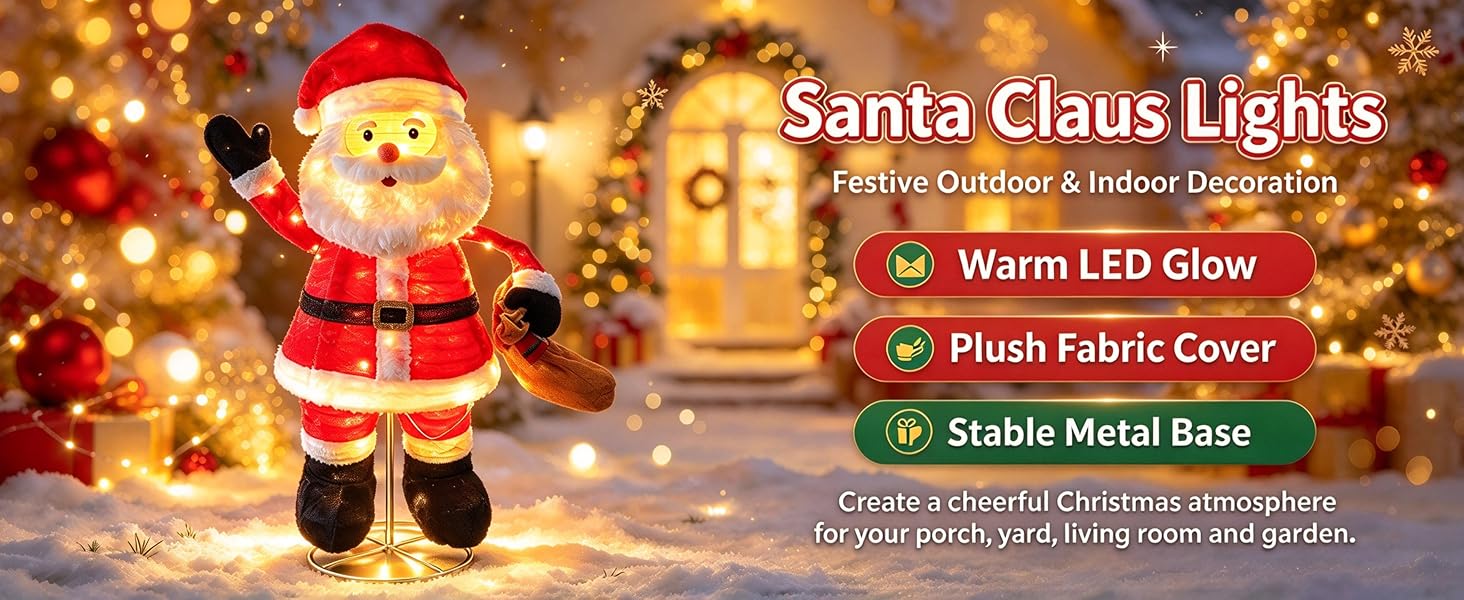 Santa Claus Lights
Festive Outdoor & Indoor Decoration
Warm LED Glow
Plush Fabric Cover
Stable Metal Base
Create a cheerful Christmas atmosphere
for your porch, yard, living room and garden.